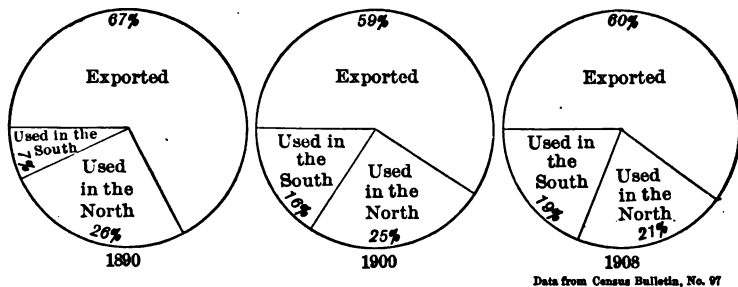 67%
Exported
Used in the
South
7%
Used
in the
North
26%
1890
59%
Exported
Used in
the
South
16%
Used
in the
North
25%
1900
60%
Exported
Used in
the
South
19%
Used
in the
North
21%
1908
Data from Census Bulletin, No. 97